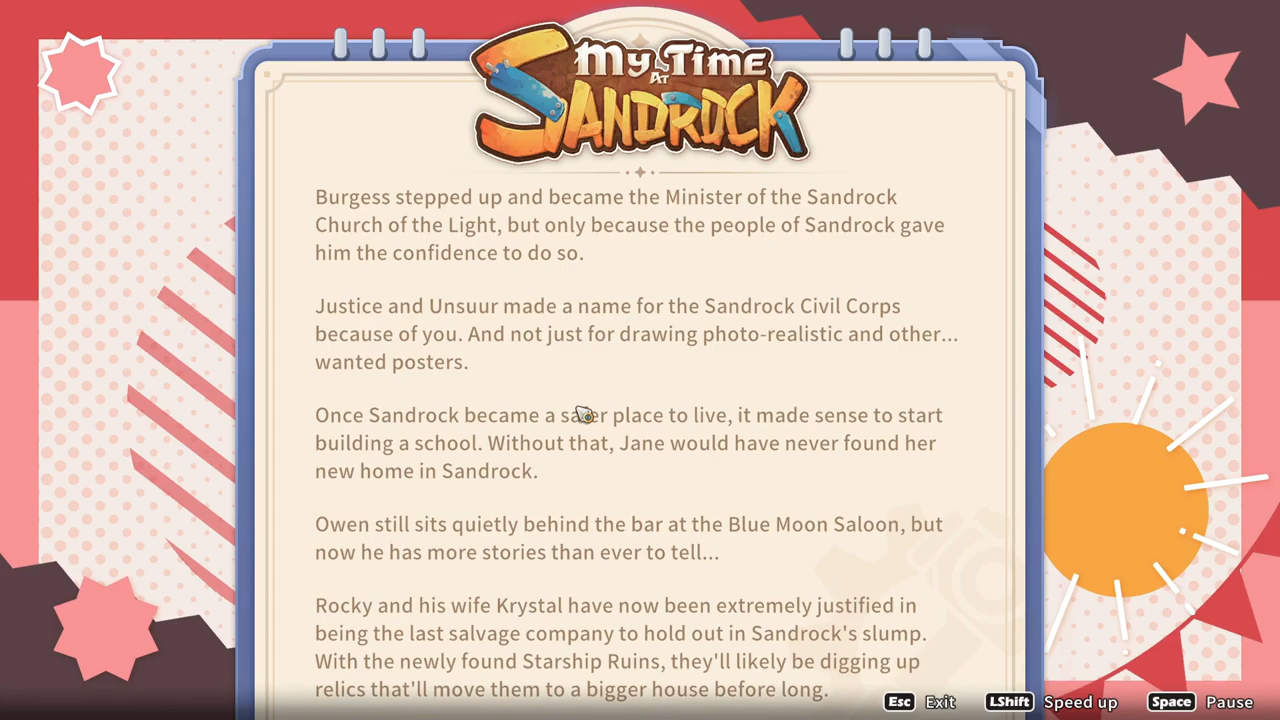 My Time
AT
SANDROCK
Burgess stepped up and became the Minister of the Sandrock
Church of the Light, but only because the people of Sandrock gave
him the confidence to do so.
Justice and Unsuur made a name for the Sandrock Civil Corps
because of you. And not just for drawing photo-realistic and other...
wanted posters.
Once Sandrock became a safer place to live, it made sense to start
building a school. Without that, Jane would have never found her
new home in Sandrock.
Owen still sits quietly behind the bar at the Blue Moon Saloon, but
now he has more stories than ever to tell...
Rocky and his wife Krystal have now been extremely justified in
being the last salvage company to hold out in Sandrock's slump.
With the newly found Starship Ruins, they'll likely be digging up
relics that'll move them to a bigger house before long.
Esc Exit LShift Speed up Space Pause